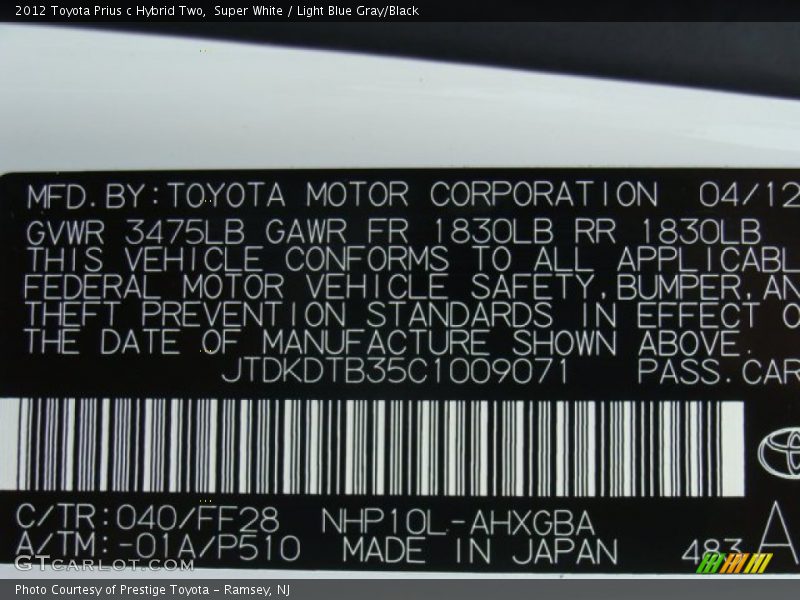 2012 Toyota Prius c Hybrid Two, Super White / Light Blue Gray/Black
MFD.BY:TOYOTA MOTOR CORPORATION 04/12
GVWR 3475LB GAWR FR 1830LB RR 1830LB
THIS VEHICLE CONFORMS TO ALL APPLICABL
FEDERAL MOTOR VEHICLE SAFETY,BUMPER,AN
THEFT PREVENTION STANDARDS IN EFFECT O
THE DATE OF MANUFACTURE SHOWN ABOVE.
JTDKDTB35C1009071 PASS.CAR
C/TR:040/FF28 NHP10L-AHXGBA
A/TM:-01A/P510 MADE IN JAPAN 483 A
GTCARLOT.COM
Photo Courtesy of Prestige Toyota - Ramsey, NJ